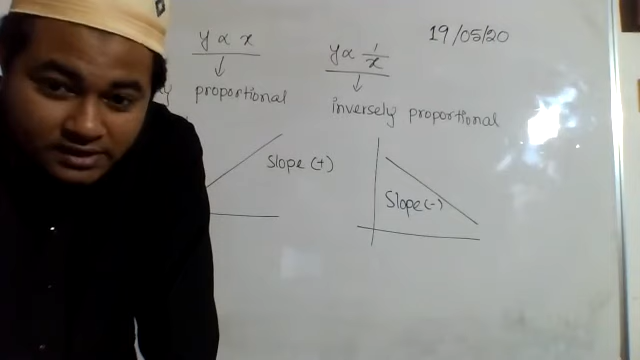 19/05/20
y ∝ x
y ∝ 1/x
proportional
inversely proportional
Slope (+)
Slope (-)